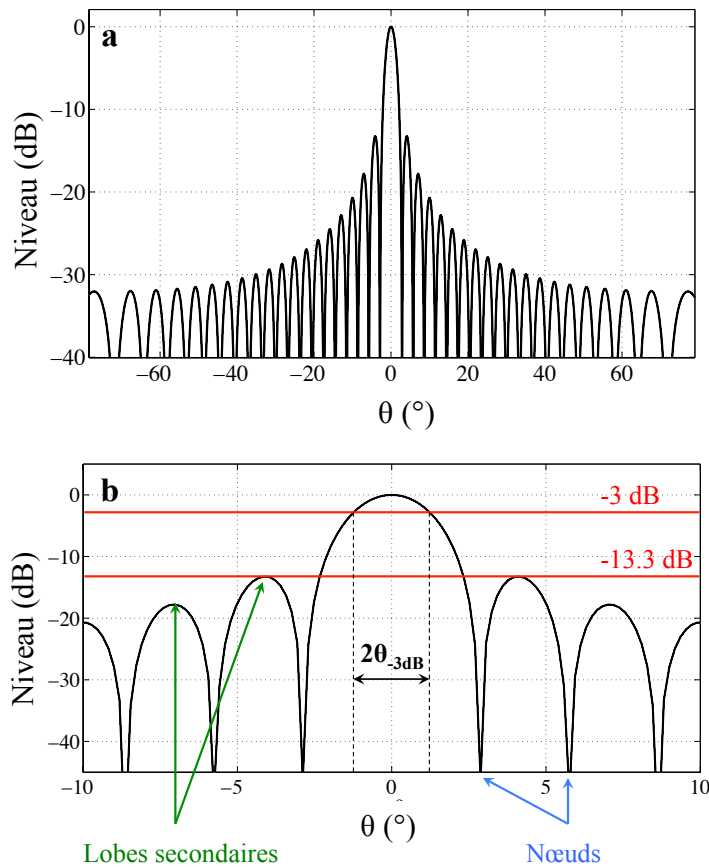 a
0
−10
−20
−30
−40
Niveau (dB)
−60 −40 −20 0 20 40 60
θ (°)
b
0
−10
−20
−30
−40
Niveau (dB)
-3 dB
-13.3 dB
2θ-3dB
−10 −5 0 5 10
θ (°)
Lobes secondaires
Nœuds